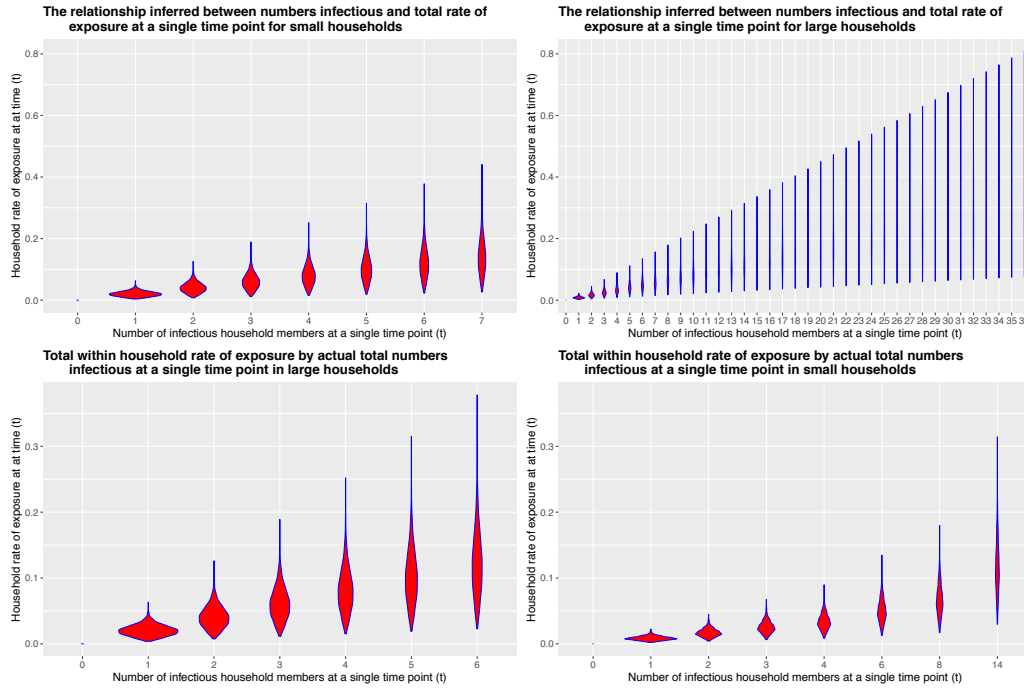 The relationship inferred between numbers infectious and total rate of
exposure at a single time point for small households
Household rate of exposure at at time (t)
0.8
0.6
0.4
0.2
0.0
0 1 2 3 4 5 6 7
Number of infectious household members at a single time point (t)
The relationship inferred between numbers infectious and total rate of
exposure at a single time point for large households
Household rate of exposure at at time (t)
0.8
0.6
0.4
0.2
0.0
0 1 2 3 4 5 6 7 8 9 10 11 12 13 14 15 16 17 18 19 20 21 22 23 24 25 26 27 28 29 30 31 32 33 34 35 3
Number of infectious household members at a single time point (t)
Total within household rate of exposure by actual total numbers
infectious at a single time point in large households
Household rate of exposure at at time (t)
0.3
0.2
0.1
0.0
0 1 2 3 4 5 6
Number of infectious household members at a single time point (t)
Total within household rate of exposure by actual total numbers
infectious at a single time point in small households
Household rate of exposure at at time (t)
0.3
0.2
0.1
0.0
0 1 2 3 4 6 8 14
Number of infectious household members at a single time point (t)